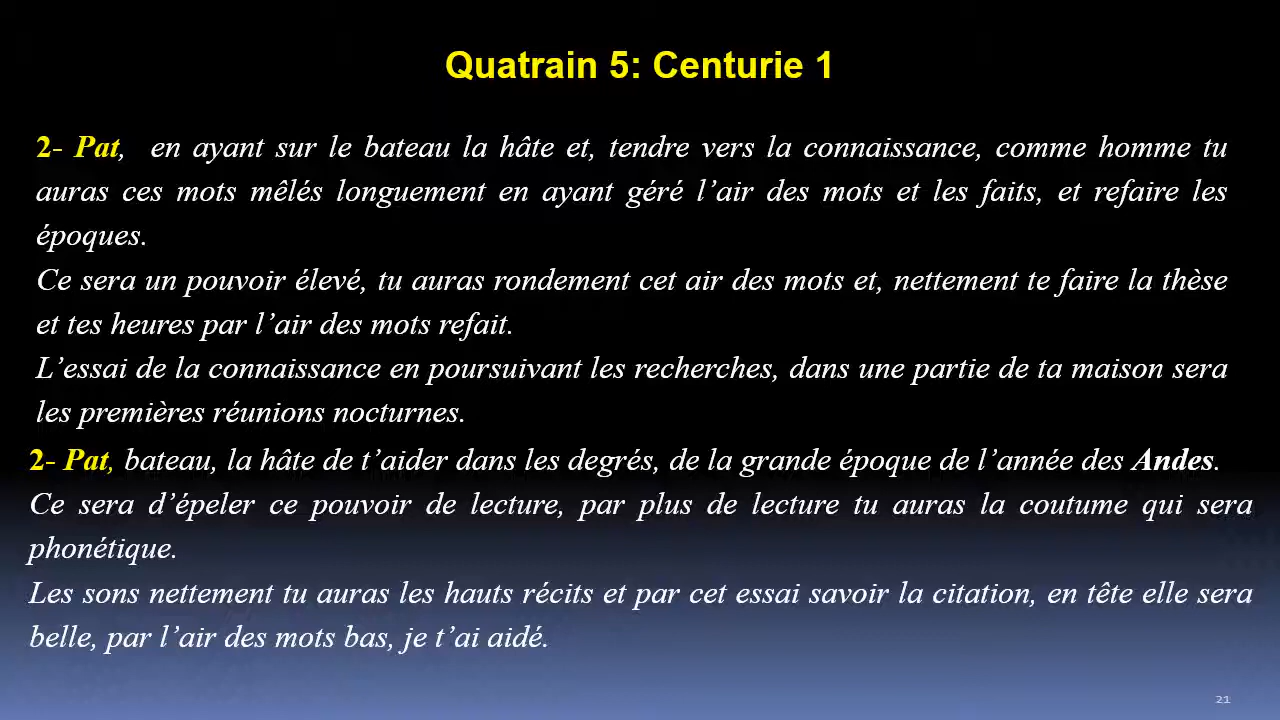 Quatrain 5: Centurie 1
2- Pat, en ayant sur le bateau la hâte et, tendre vers la connaissance, comme homme tu
auras ces mots mêlés longuement en ayant géré l’air des mots et les faits, et refaire les
époques.
Ce sera un pouvoir élevé, tu auras rondement cet air des mots et, nettement te faire la thèse
et tes heures par l’air des mots refait.
L’essai de la connaissance en poursuivant les recherches, dans une partie de ta maison sera
les premières réunions nocturnes.
2- Pat, bateau, la hâte de t’aider dans les degrés, de la grande époque de l’année des Andes.
Ce sera d’épeler ce pouvoir de lecture, par plus de lecture tu auras la coutume qui sera
phonétique.
Les sons nettement tu auras les hauts récits et par cet essai savoir la citation, en tête elle sera
belle, par l’air des mots bas, je t’ai aidé.
21